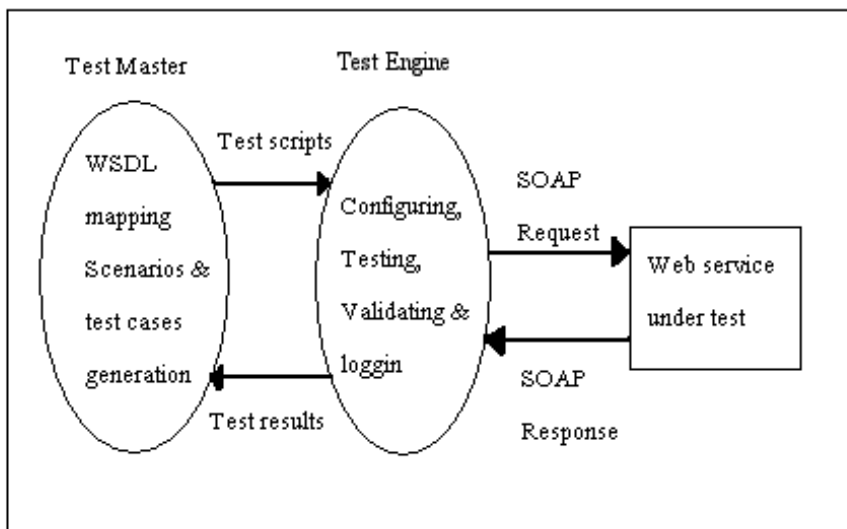 Test Master
Test Engine
WSDL
mapping
Scenarios &
test cases
generation
Test scripts
Test results
Configuring,
Testing,
Validating &
loggin
SOAP
Request
SOAP
Response
Web service
under test